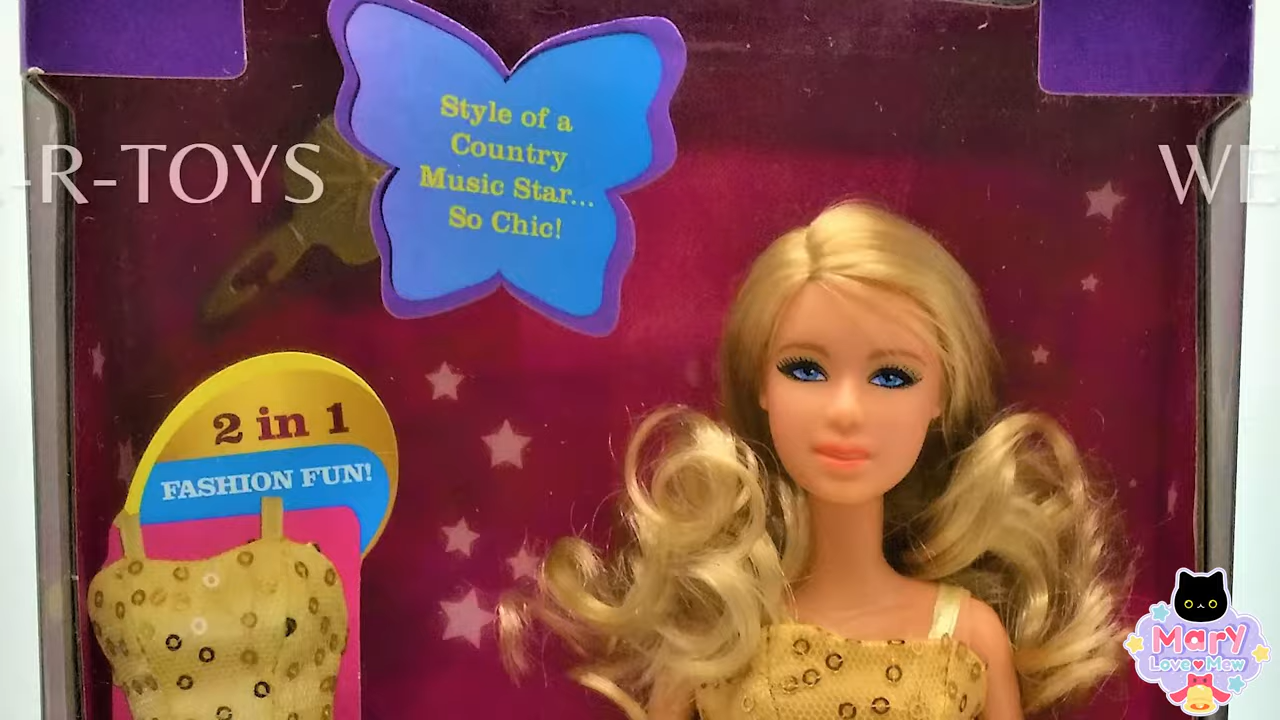 Style of a
Country
Music Star...
So Chic!
-R-TOYS
WE
2 in 1
FASHION FUN!
Mary
Love Mew